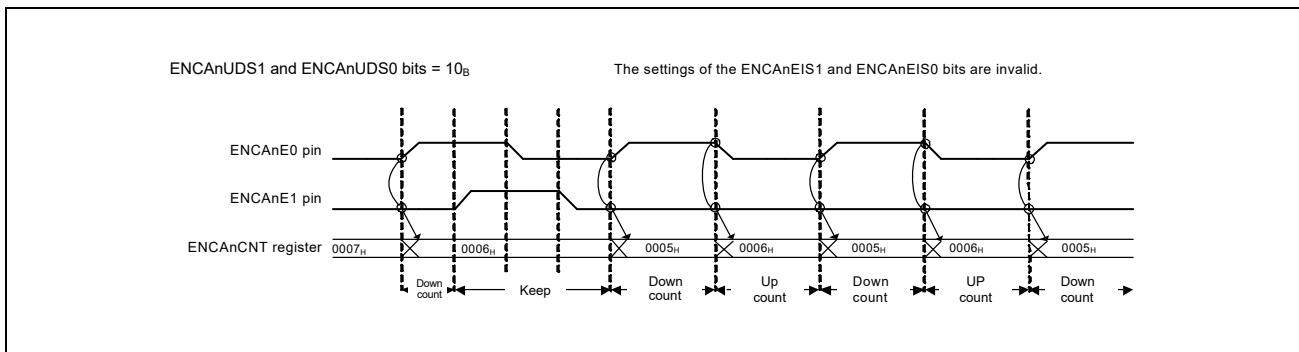 ENCAnUDS1 and ENCAnUDS0 bits = 10B
The settings of the ENCAnEIS1 and ENCAnEIS0 bits are invalid.
ENCAnE0 pin
ENCAnE1 pin
ENCAnCNT register
0007H
0006H
0005H
0006H
0005H
0006H
0005H
Down
count
Keep
Down
count
Up
count
Down
count
UP
count
Down
count